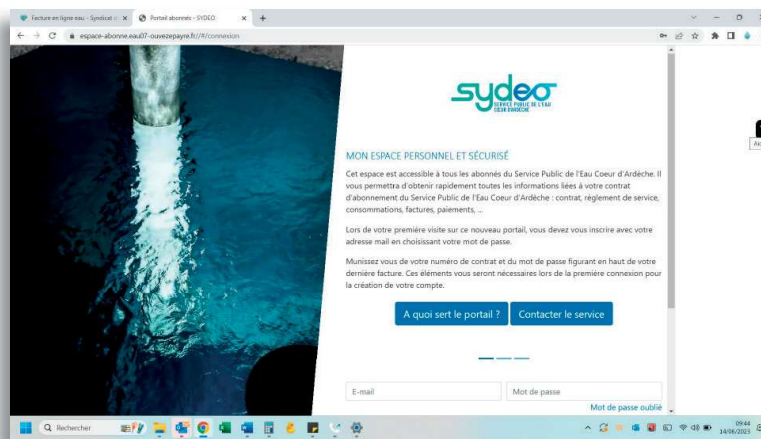 Facture en ligne eau - Syndicat
Portail abonnés - SYDEO
espace-abonne.eau07-ouvezepayre.fr//#/connexion
sydeo
SERVICE PUBLIC DE L'EAU
CŒUR D'ARDÈCHE
MON ESPACE PERSONNEL ET SÉCURISÉ
Cet espace est accessible à tous les abonnés du Service Public de l'Eau Coeur d'Ardèche. Il
vous permettra d'obtenir rapidement toutes les informations liées à votre contrat
d'abonnement du Service Public de l'Eau Coeur d'Ardèche : contrat, règlement de service,
consommations, factures, paiements, ...
Lors de votre première visite sur ce nouveau portail, vous devez vous inscrire avec votre
adresse mail en choisissant votre mot de passe.
Munissez vous de votre numéro de contrat et du mot de passe figurant en haut de votre
dernière facture. Ces éléments vous seront nécessaires lors de la première connexion pour
la création de votre compte.
A quoi sert le portail ? Contacter le service
E-mail Mot de passe
Mot de passe oublié
Rechercher
09:44
14/06/2023